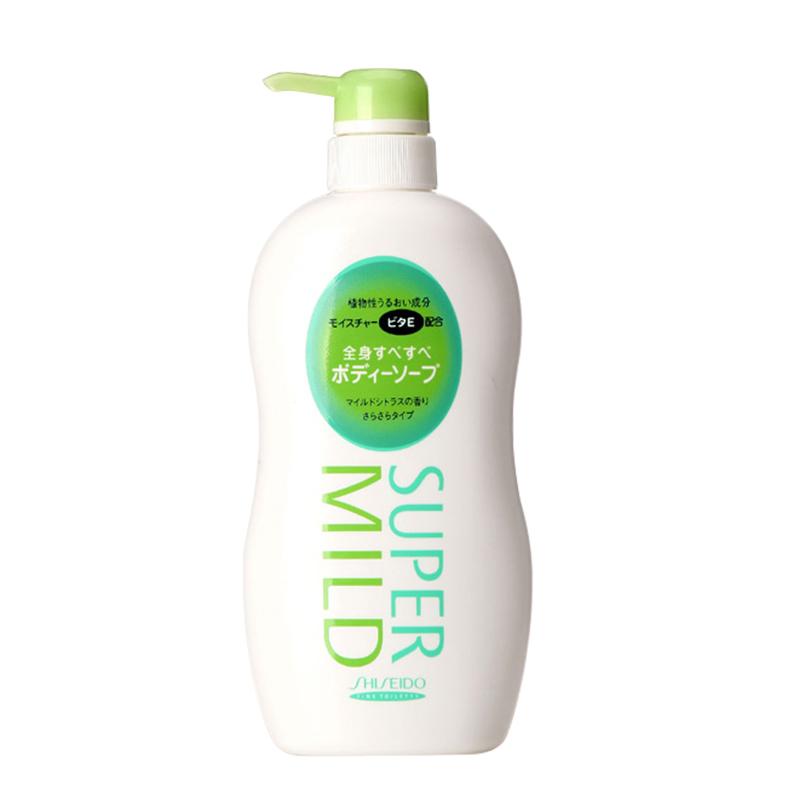 植物性うるおい成分
モイスチャービタE配合
全身すべすべ
ボディーソープ
マイルドシトラスの香り
さらさらタイプ
SUPER
MILD
SHISEIDO
FINE TOILETRY